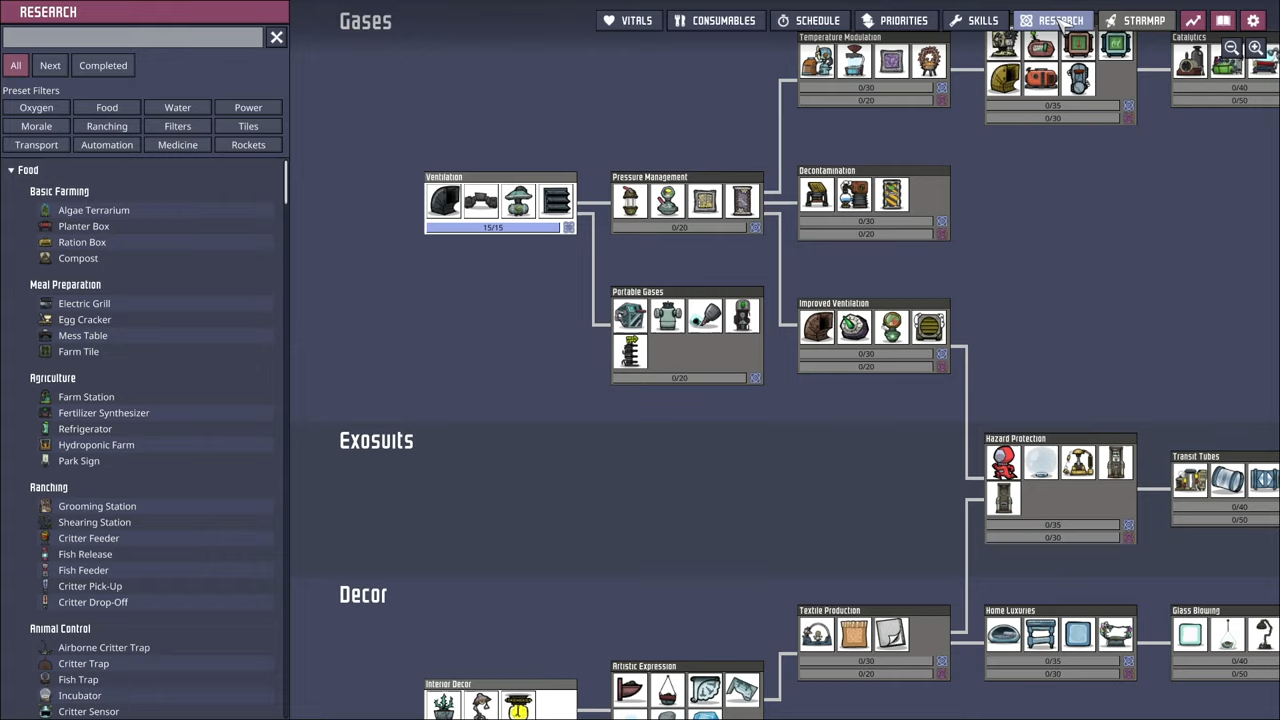 RESEARCH
Gases
VITALS
CONSUMABLES
SCHEDULE
PRIORITIES
SKILLS
RESEARCH
STARMAP
All
Next
Completed
Preset Filters
Oxygen
Food
Water
Power
Morale
Ranching
Filters
Tiles
Transport
Automation
Medicine
Rockets
Food
Basic Farming
Algae Terrarium
Planter Box
Ration Box
Compost
Meal Preparation
Electric Grill
Egg Cracker
Mess Table
Farm Tile
Agriculture
Farm Station
Fertilizer Synthesizer
Refrigerator
Hydroponic Farm
Park Sign
Ranching
Grooming Station
Shearing Station
Critter Feeder
Fish Release
Fish Feeder
Critter Pick-Up
Critter Drop-Off
Animal Control
Airborne Critter Trap
Critter Trap
Fish Trap
Incubator
Critter Sensor
Temperature Modulation
0/30
0/20
0/35
0/30
Catalytics
0/40
0/50
Ventilation
15/15
Pressure Management
0/20
Decontamination
0/30
0/20
Portable Gases
0/20
Improved Ventilation
0/30
0/20
Exosuits
Hazard Protection
0/35
0/30
Transit Tubes
0/40
0/50
Decor
Textile Production
0/30
0/20
Home Luxuries
0/35
0/30
Glass Blowing
0/40
0/50
Interior Decor
Artistic Expression